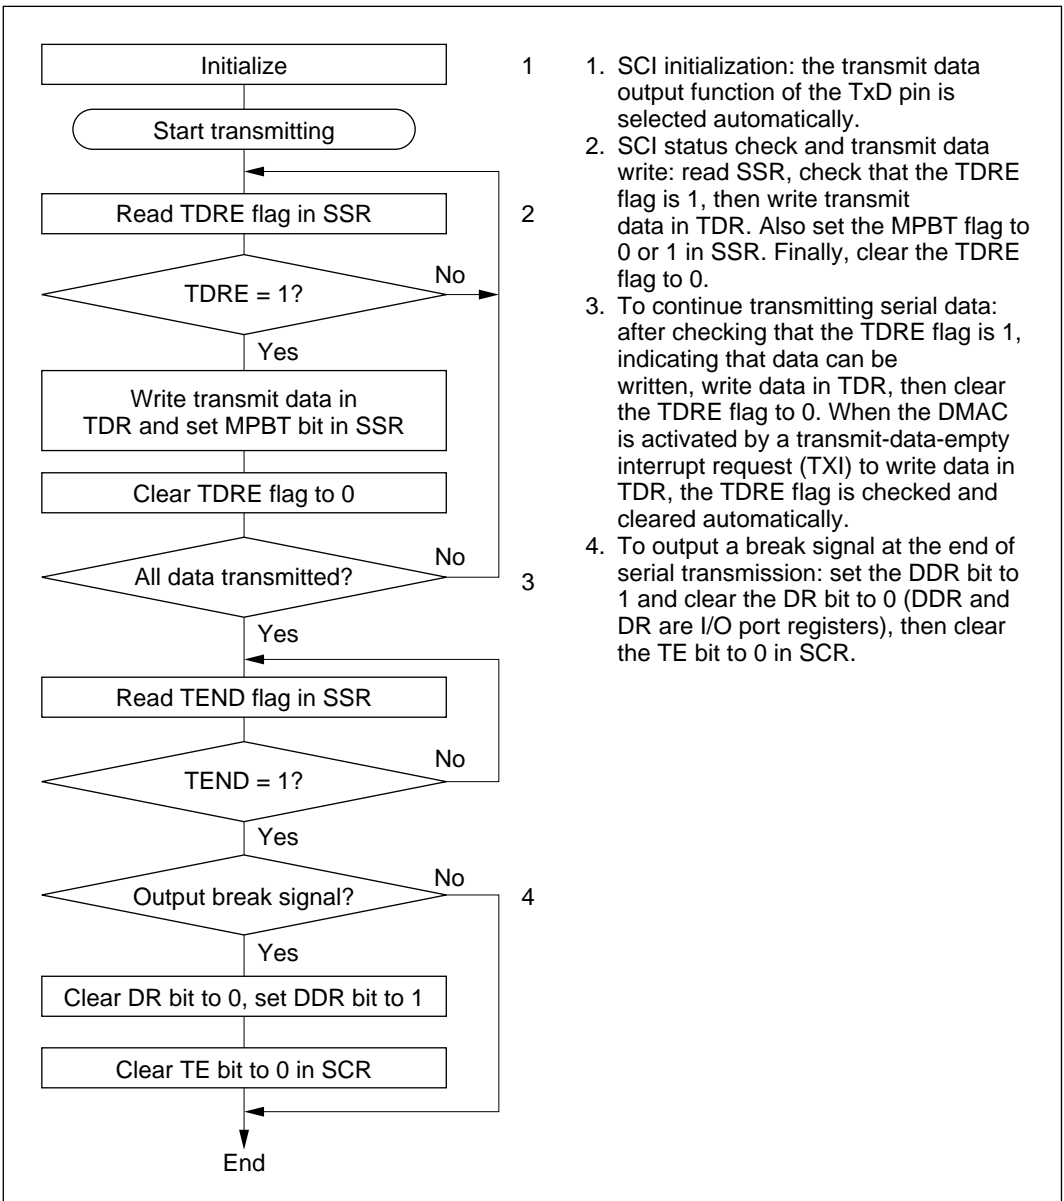 Initialize
1
Start transmitting
Read TDRE flag in SSR
2
TDRE = 1?
No
Yes
Write transmit data in
TDR and set MPBT bit in SSR
Clear TDRE flag to 0
All data transmitted?
No
3
Yes
Read TEND flag in SSR
TEND = 1?
No
Yes
Output break signal?
No
4
Yes
Clear DR bit to 0, set DDR bit to 1
Clear TE bit to 0 in SCR
End
1. SCI initialization: the transmit data
output function of the TxD pin is
selected automatically.
2. SCI status check and transmit data
write: read SSR, check that the TDRE
flag is 1, then write transmit
data in TDR. Also set the MPBT flag to
0 or 1 in SSR. Finally, clear the TDRE
flag to 0.
3. To continue transmitting serial data:
after checking that the TDRE flag is 1,
indicating that data can be
written, write data in TDR, then clear
the TDRE flag to 0. When the DMAC
is activated by a transmit-data-empty
interrupt request (TXI) to write data in
TDR, the TDRE flag is checked and
cleared automatically.
4. To output a break signal at the end of
serial transmission: set the DDR bit to
1 and clear the DR bit to 0 (DDR and
DR are I/O port registers), then clear
the TE bit to 0 in SCR.